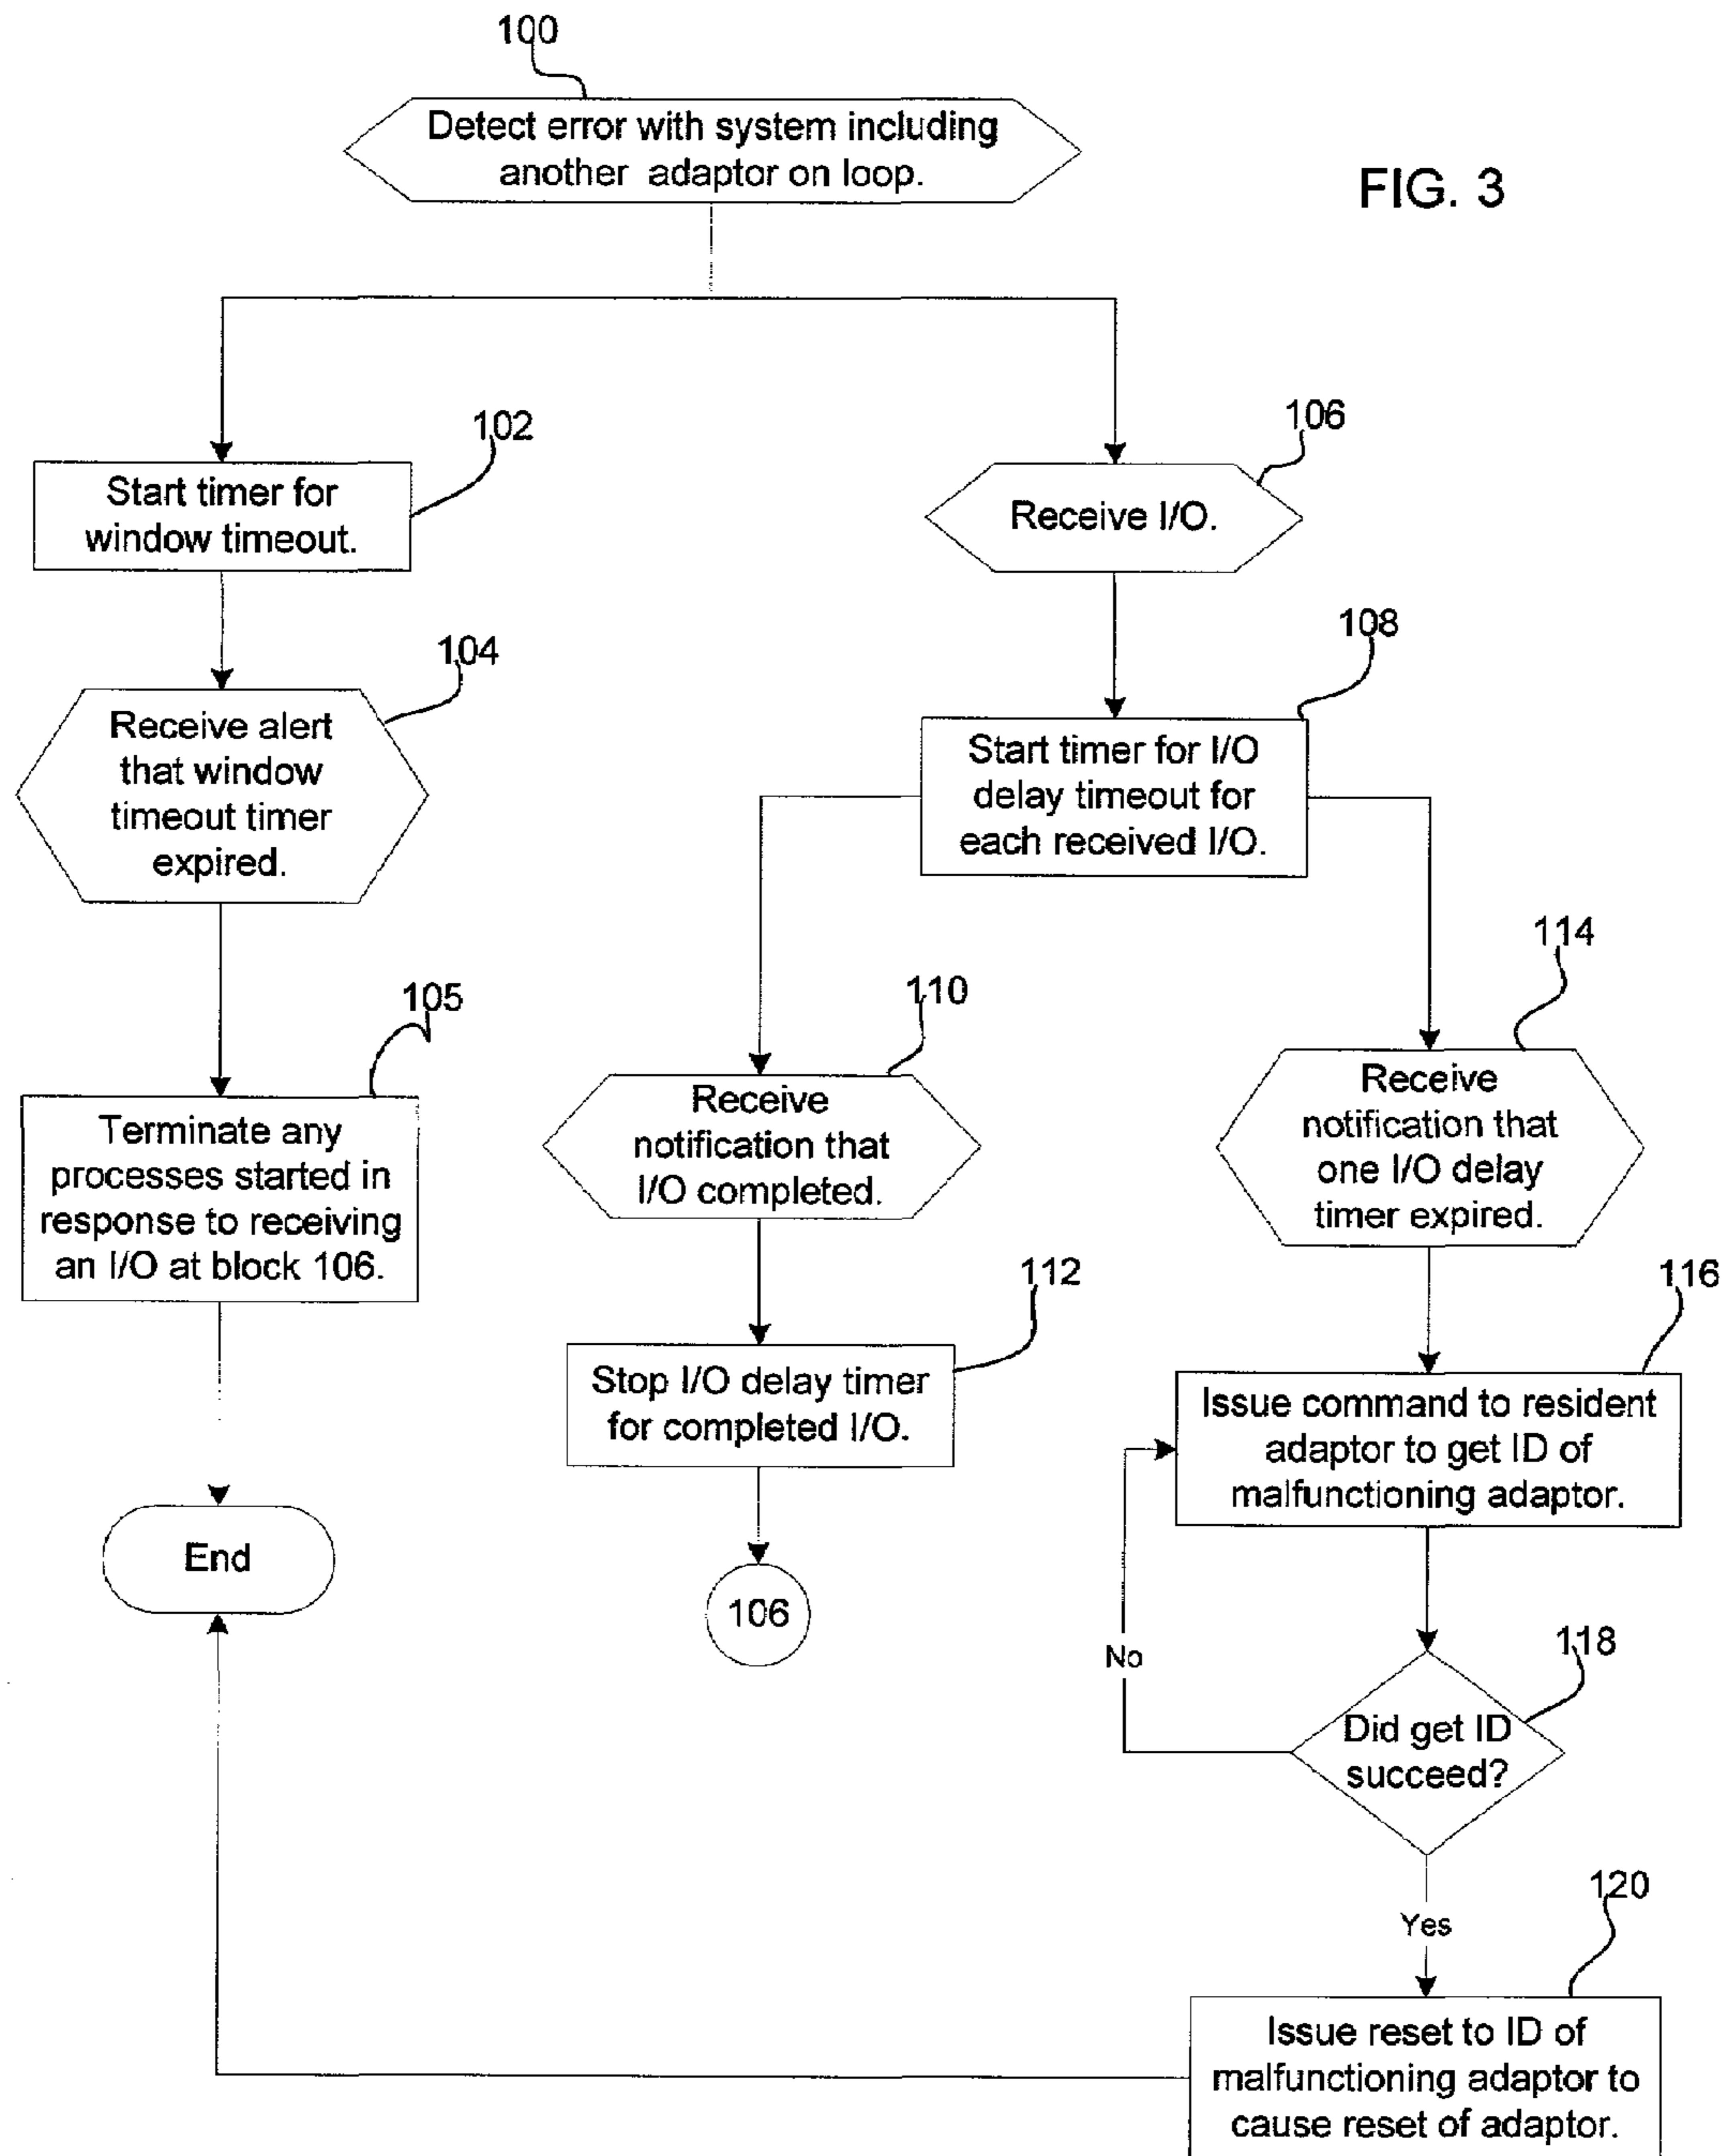 100
Detect error with system including
another adaptor on loop.
FIG. 3
102
Start timer for
window timeout.
106
Receive I/O.
104
Receive alert
that window
timeout timer
expired.
108
Start timer for I/O
delay timeout for
each received I/O.
105
Terminate any
processes started in
response to receiving
an I/O at block 106.
110
Receive
notification that
I/O completed.
114
Receive
notification that
one I/O delay
timer expired.
112
Stop I/O delay timer
for completed I/O.
116
Issue command to resident
adaptor to get ID of
malfunctioning adaptor.
End
106
No
118
Did get ID
succeed?
Yes
120
Issue reset to ID of
malfunctioning adaptor to
cause reset of adaptor.